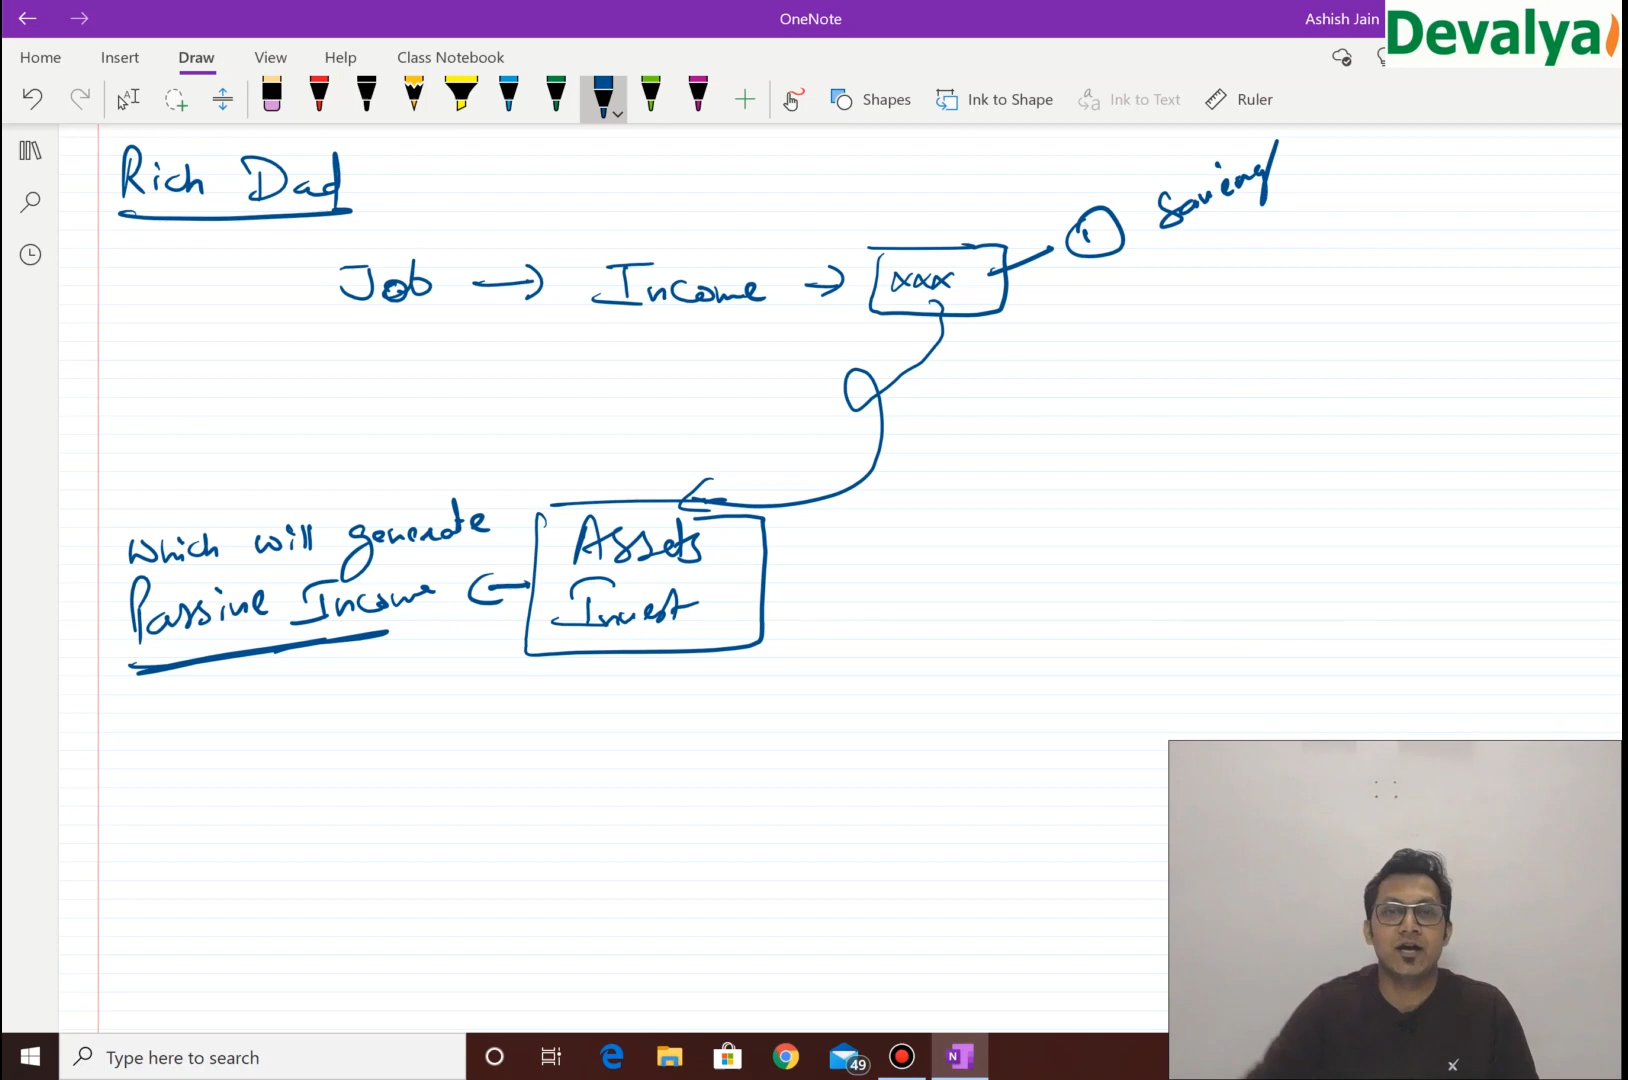 OneNote
Ashish Jain
Devalya
Home Insert Draw View Help Class Notebook
Shapes Ink to Shape Ink to Text Ruler
Rich Dad
Job → Income → xxx
① Saving
which will generate
Passive Income
Assets
Invest
Type here to search
49